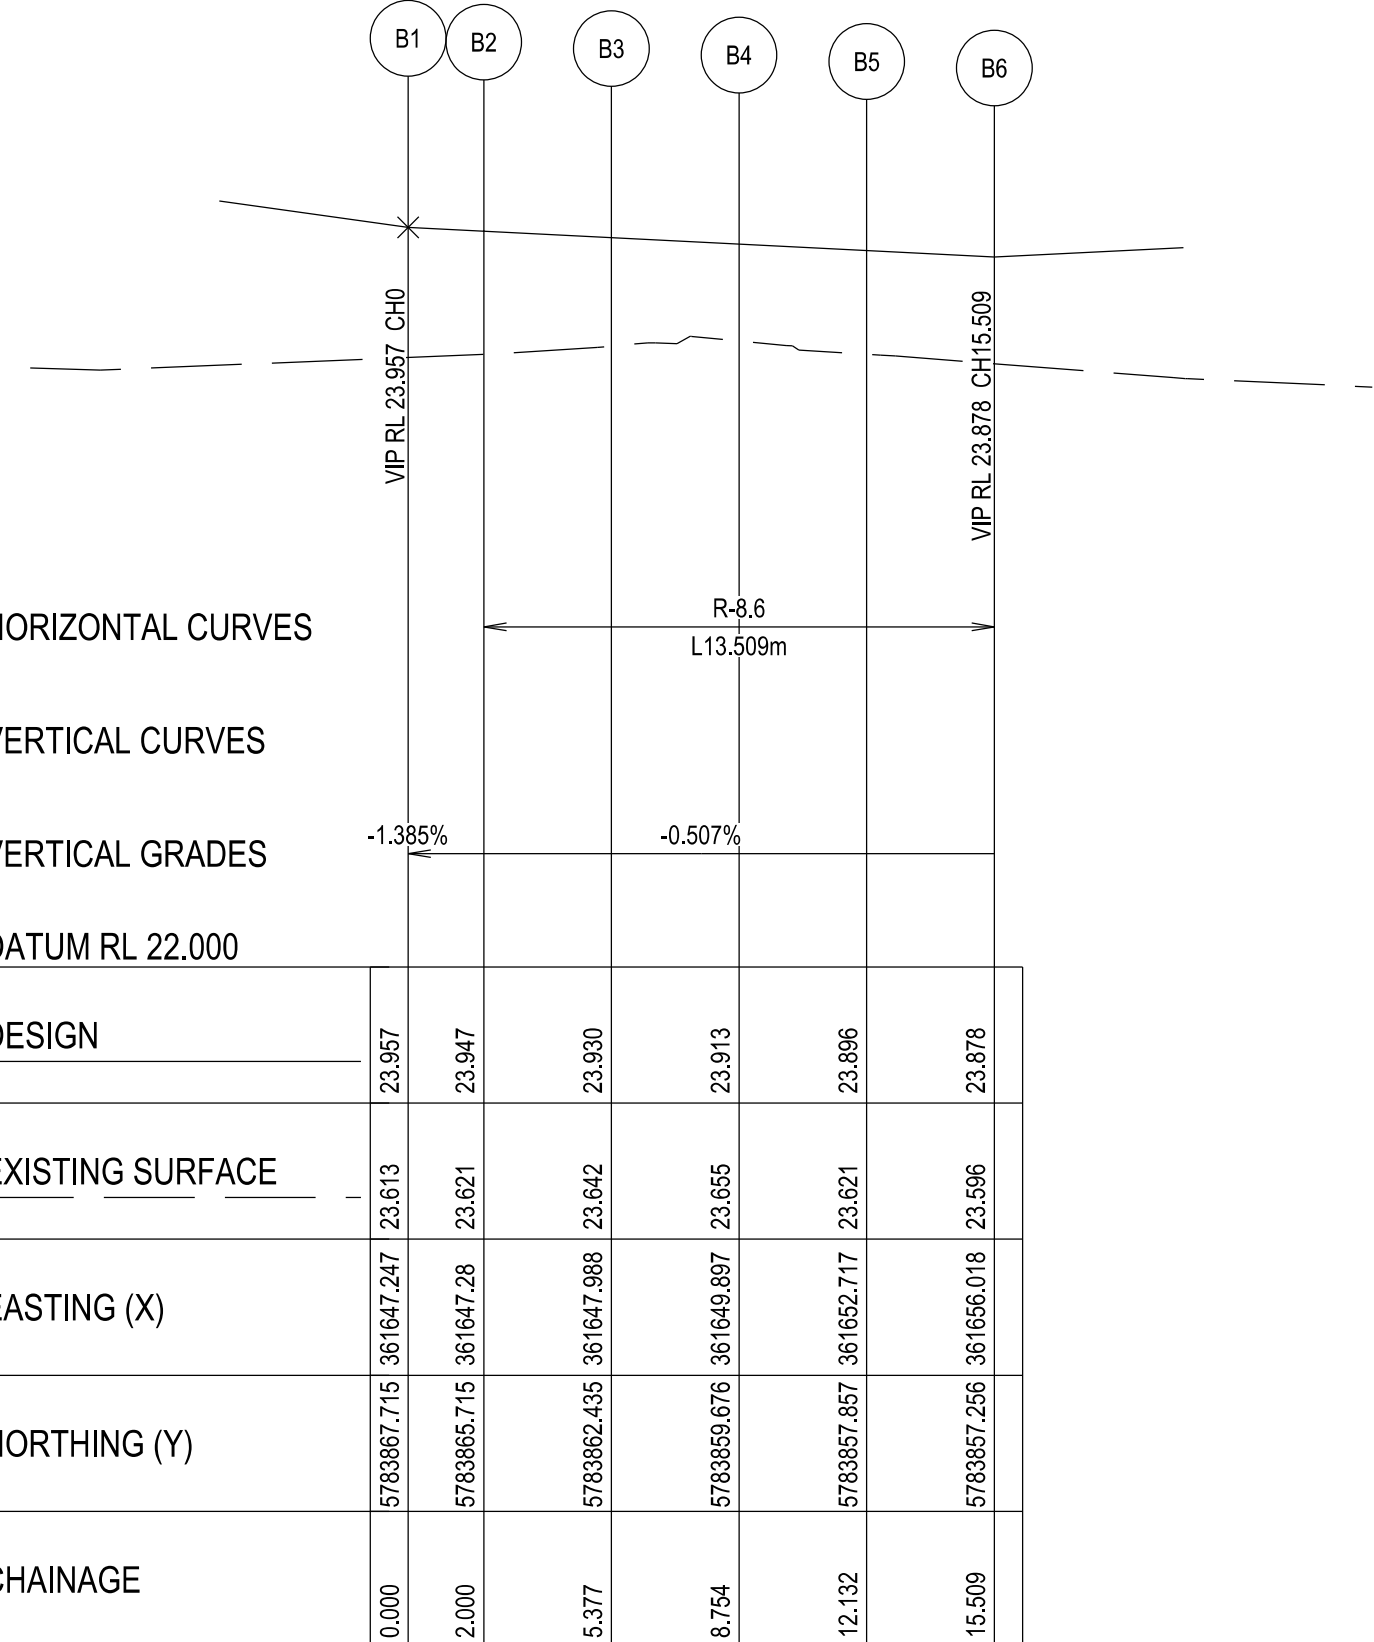 B1 B2 B3 B4 B5 B6
VIP RL 23.957 CH0
VIP RL 23.878 CH15.509
HORIZONTAL CURVES
R-8.6
L13.509m
VERTICAL CURVES
VERTICAL GRADES
-1.385% -0.507%
DATUM RL 22.000
DESIGN 23.957 23.947 23.930 23.913 23.896 23.878
EXISTING SURFACE 23.613 23.621 23.642 23.655 23.621 23.596
EASTING (X) 361647.247 361647.28 361647.988 361649.897 361652.717 361656.018
NORTHING (Y) 5783867.715 5783865.715 5783862.435 5783859.676 5783857.857 5783857.256
CHAINAGE 0.000 2.000 5.377 8.754 12.132 15.509